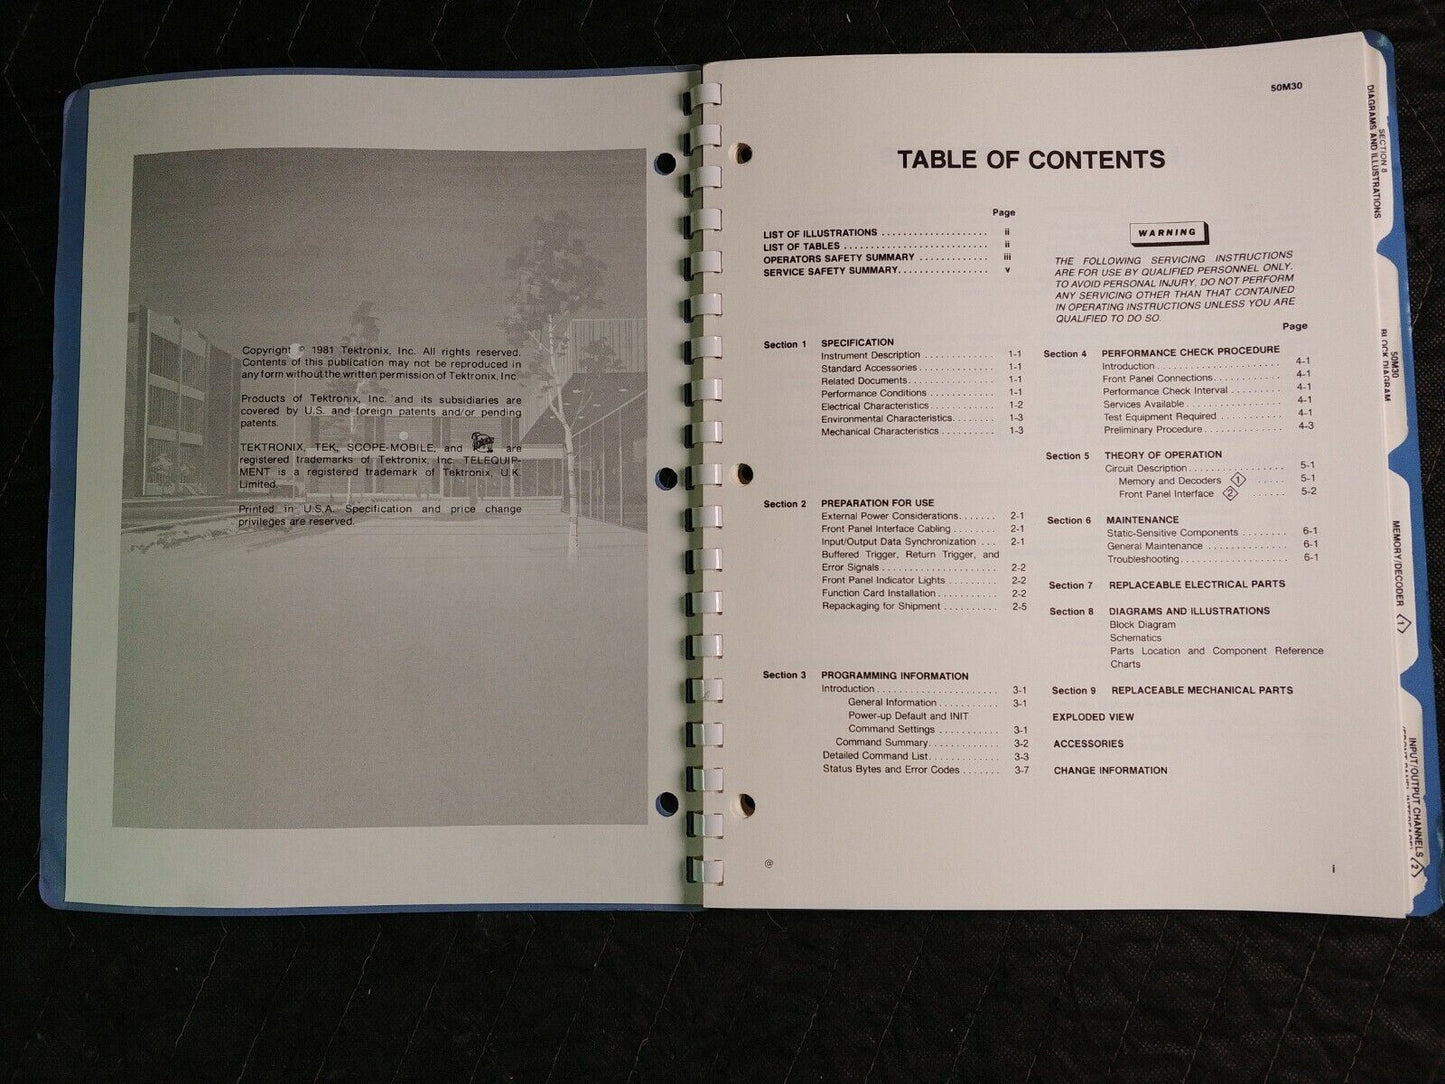 Copyright © 1981 Tektronix, Inc. All rights reserved.
Contents of this publication may not be reproduced in
any form without the written permission of Tektronix, Inc.
Products of Tektronix, Inc. and its subsidiaries are
covered by U.S. and foreign patents and/or pending
patents.
TEKTRONIX, TEK, SCOPE-MOBILE, and are
registered trademarks of Tektronix, Inc. TELEQUIP-
MENT is a registered trademark of Tektronix, U.K.
Limited.
Printed in U.S.A. Specification and price change
privileges are reserved.
50M30
TABLE OF CONTENTS
Page
LIST OF ILLUSTRATIONS . . . . . . . . . . ii
LIST OF TABLES . . . . . . . . . . ii
OPERATORS SAFETY SUMMARY . . . . . . . . . . iii
SERVICE SAFETY SUMMARY . . . . . . . . . . v
Section 1 SPECIFICATION
Instrument Description . . . . . . . . . . 1-1
Standard Accessories . . . . . . . . . . 1-1
Related Documents . . . . . . . . . . 1-1
Performance Conditions . . . . . . . . . . 1-1
Electrical Characteristics . . . . . . . . . . 1-2
Environmental Characteristics . . . . . . . 1-3
Mechanical Characteristics . . . . . . . . . 1-3
Section 2 PREPARATION FOR USE
External Power Considerations . . . . . . . 2-1
Front Panel Interface Cabling . . . . . . . 2-1
Input/Output Data Synchronization . . . 2-1
Buffered Trigger, Return Trigger, and
Error Signals . . . . . . . . . . 2-2
Front Panel Indicator Lights . . . . . . . . 2-2
Function Card Installation . . . . . . . . . . 2-2
Repackaging for Shipment . . . . . . . . . 2-5
Section 3 PROGRAMMING INFORMATION
Introduction . . . . . . . . . . 3-1
General Information . . . . . . . . . . 3-1
Power-up Default and INIT
Command Settings . . . . . . . . . . 3-1
Command Summary . . . . . . . . . . 3-2
Detailed Command List . . . . . . . . . . 3-3
Status Bytes and Error Codes . . . . . . . 3-7
@
WARNING
THE FOLLOWING SERVICING INSTRUCTIONS
ARE FOR USE BY QUALIFIED PERSONNEL ONLY.
TO AVOID PERSONAL INJURY, DO NOT PERFORM
ANY SERVICING OTHER THAN THAT CONTAINED
IN OPERATING INSTRUCTIONS UNLESS YOU ARE
QUALIFIED TO DO SO.
Page
Section 4 PERFORMANCE CHECK PROCEDURE
Introduction . . . . . . . . . . 4-1
Front Panel Connections . . . . . . . . . . 4-1
Performance Check Interval . . . . . . . . 4-1
Services Available . . . . . . . . . . 4-1
Test Equipment Required . . . . . . . . . . 4-1
Preliminary Procedure . . . . . . . . . . 4-3
Section 5 THEORY OF OPERATION
Circuit Description . . . . . . . . . . 5-1
Memory and Decoders 1 . . . . . 5-1
Front Panel Interface 2 . . . . . . 5-2
Section 6 MAINTENANCE
Static-Sensitive Components . . . . . . . . 6-1
General Maintenance . . . . . . . . . . 6-1
Troubleshooting . . . . . . . . . . 6-1
Section 7 REPLACEABLE ELECTRICAL PARTS
Section 8 DIAGRAMS AND ILLUSTRATIONS
Block Diagram
Schematics
Parts Location and Component Reference
Charts
Section 9 REPLACEABLE MECHANICAL PARTS
EXPLODED VIEW
ACCESSORIES
CHANGE INFORMATION
i
SECTION 8
DIAGRAMS AND ILLUSTRATIONS
50M30
BLOCK DIAGRAM
MEMORY/DECODER 1
INPUT/OUTPUT CHANNELS
2